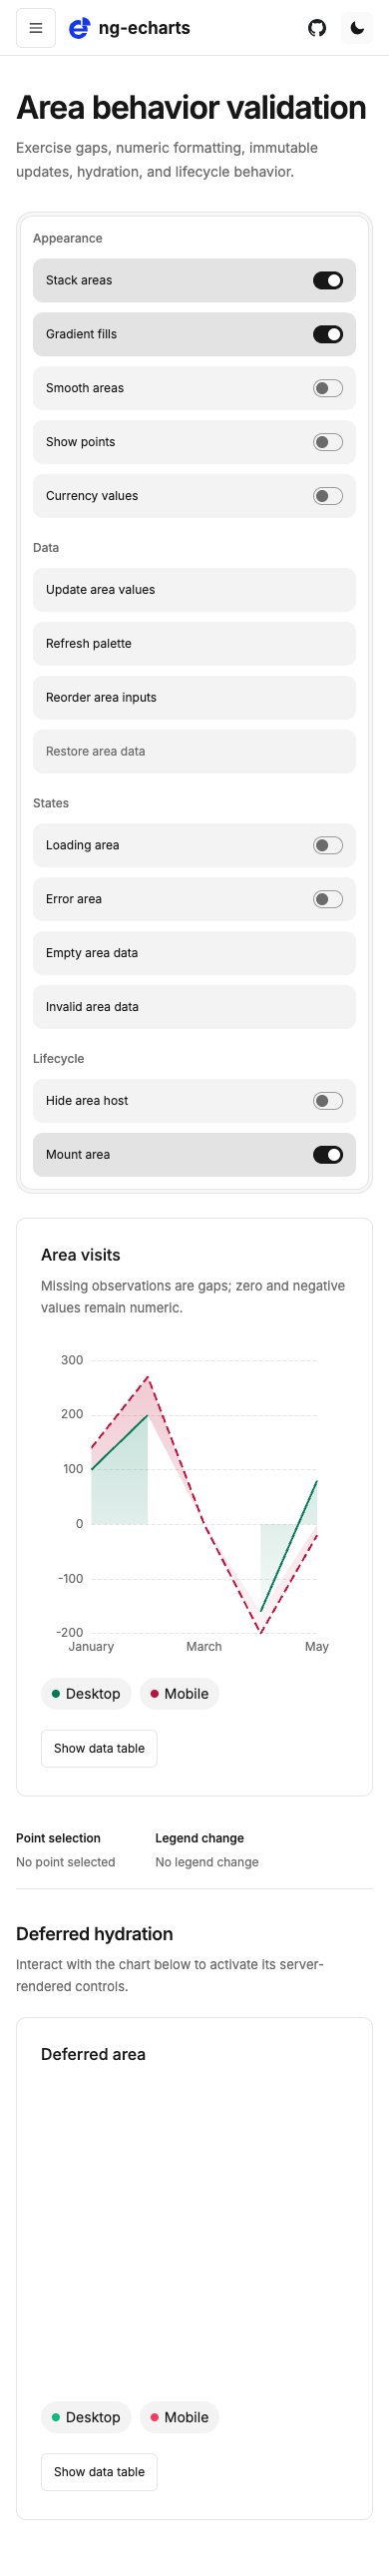 ng-echarts
Area behavior validation
Exercise gaps, numeric formatting, immutable
updates, hydration, and lifecycle behavior.
Appearance
Stack areas
Gradient fills
Smooth areas
Show points
Currency values
Data
Update area values
Refresh palette
Reorder area inputs
Restore area data
States
Loading area
Error area
Empty area data
Invalid area data
Lifecycle
Hide area host
Mount area
Area visits
Missing observations are gaps; zero and negative
values remain numeric.
300
200
100
0
-100
-200
January March May
Desktop Mobile
Show data table
Point selection Legend change
No point selected No legend change
Deferred hydration
Interact with the chart below to activate its server-
rendered controls.
Deferred area
Desktop Mobile
Show data table